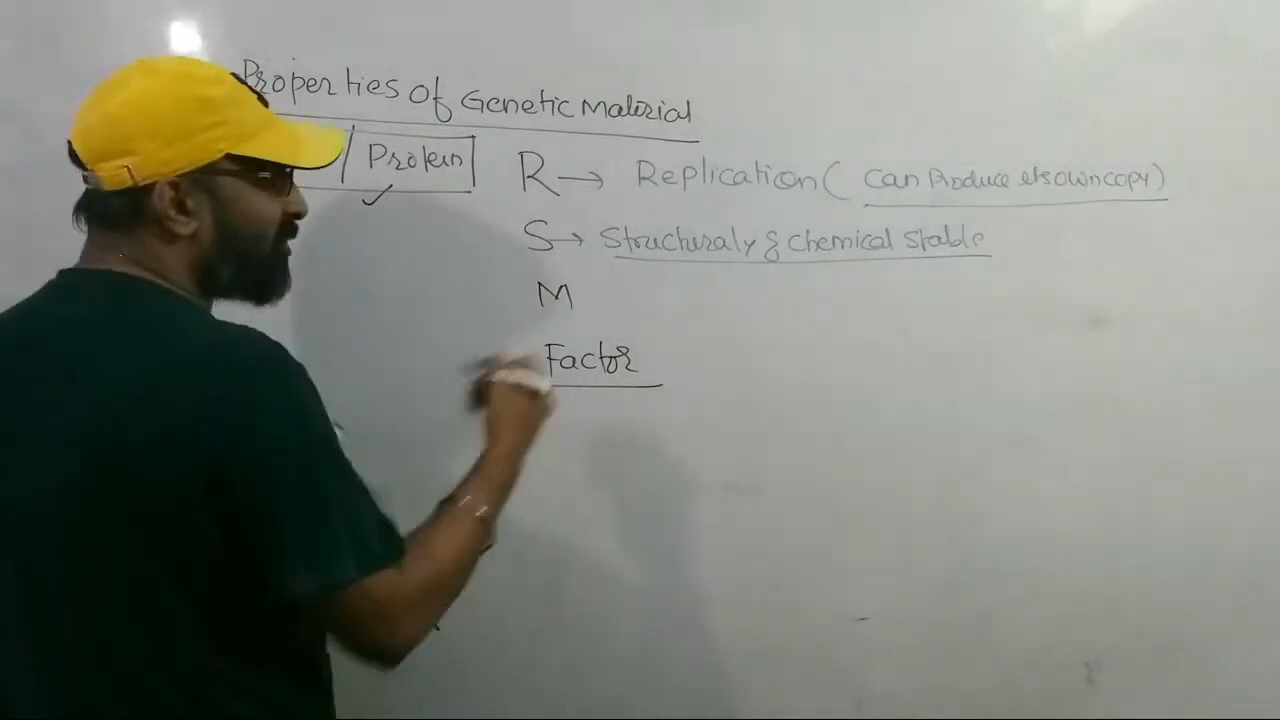 Properties of Genetic Material
Protein
R → Replication (can Produce its own copy)
S → Structuraly & chemical stable
M
Factor